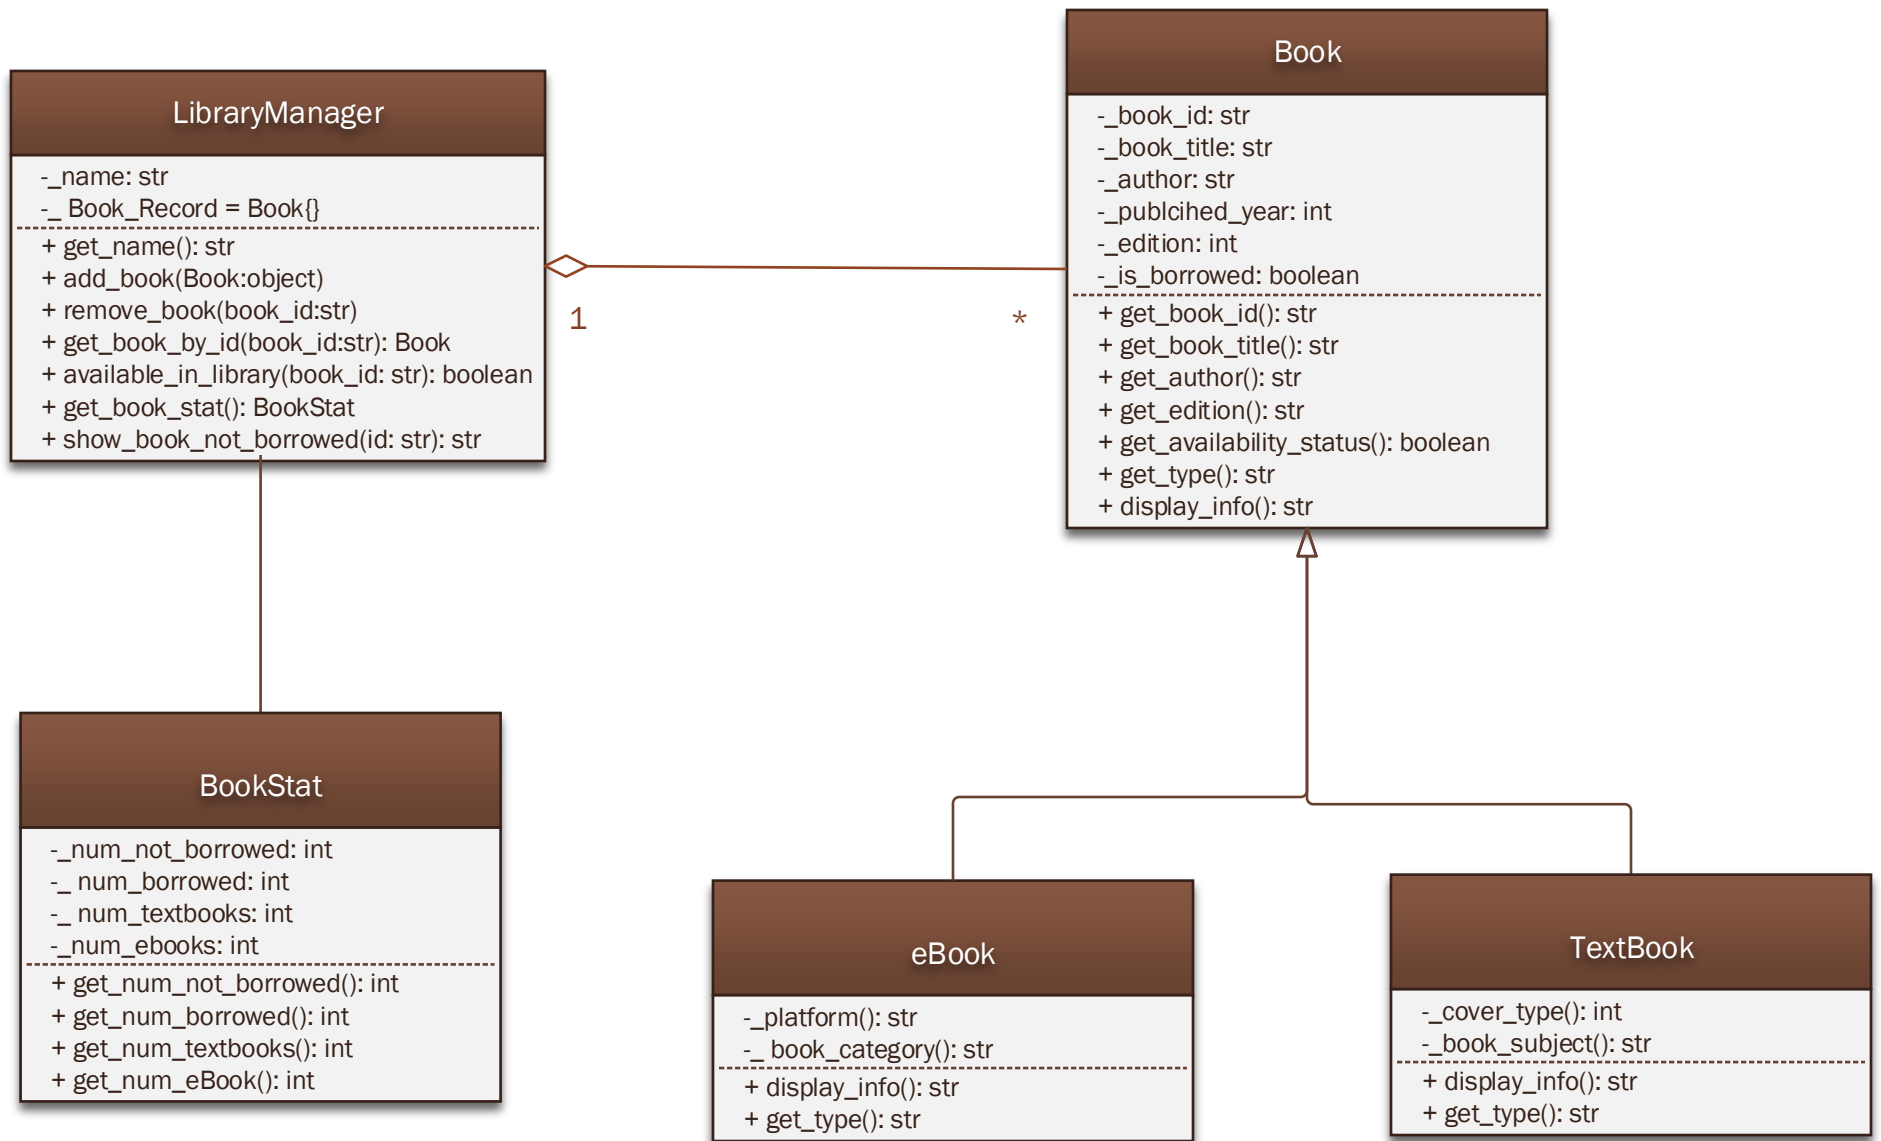 LibraryManager
-_name: str
-_ Book_Record = Book{}
+ get_name(): str
+ add_book(Book:object)
+ remove_book(book_id:str)
+ get_book_by_id(book_id:str): Book
+ available_in_library(book_id: str): boolean
+ get_book_stat(): BookStat
+ show_book_not_borrowed(id: str): str
1
*
Book
-_book_id: str
-_book_title: str
-_author: str
-_publcihed_year: int
-_edition: int
-_is_borrowed: boolean
+ get_book_id(): str
+ get_book_title(): str
+ get_author(): str
+ get_edition(): str
+ get_availability_status(): boolean
+ get_type(): str
+ display_info(): str
BookStat
-_num_not_borrowed: int
-_ num_borrowed: int
-_ num_textbooks: int
-_num_ebooks: int
+ get_num_not_borrowed(): int
+ get_num_borrowed(): int
+ get_num_textbooks(): int
+ get_num_eBook(): int
eBook
-_platform(): str
-_ book_category(): str
+ display_info(): str
+ get_type(): str
TextBook
-_cover_type(): int
-_book_subject(): str
+ display_info(): str
+ get_type(): str